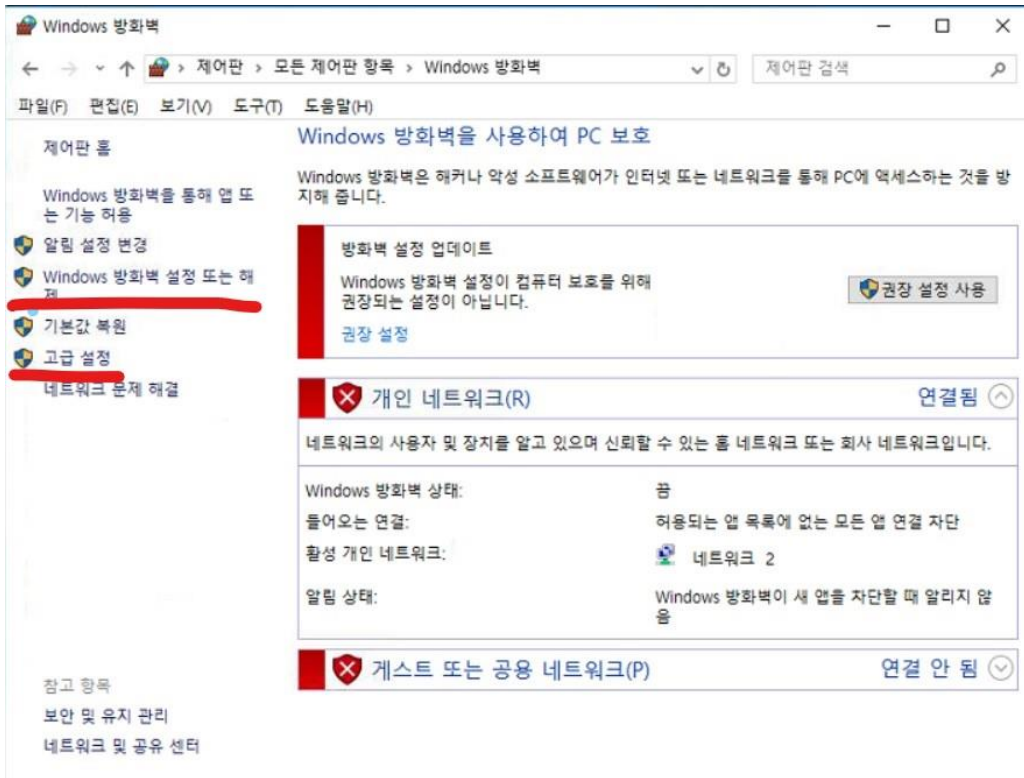 Windows 방화벽
제어판 › 모든 제어판 항목 › Windows 방화벽
제어판 검색
파일(F) 편집(E) 보기(V) 도구(T) 도움말(H)
제어판 홈
Windows 방화벽을 통해 앱 또
는 기능 허용
알림 설정 변경
Windows 방화벽 설정 또는 해
제
기본값 복원
고급 설정
네트워크 문제 해결
참고 항목
보안 및 유지 관리
네트워크 및 공유 센터
Windows 방화벽을 사용하여 PC 보호
Windows 방화벽은 해커나 악성 소프트웨어가 인터넷 또는 네트워크를 통해 PC에 액세스하는 것을 방
지해 줍니다.
방화벽 설정 업데이트
Windows 방화벽 설정이 컴퓨터 보호를 위해
권장되는 설정이 아닙니다.
권장 설정
권장 설정 사용
개인 네트워크(R) 연결됨
네트워크의 사용자 및 장치를 알고 있으며 신뢰할 수 있는 홈 네트워크 또는 회사 네트워크입니다.
Windows 방화벽 상태: 끔
들어오는 연결: 허용되는 앱 목록에 없는 모든 앱 연결 차단
활성 개인 네트워크: 네트워크 2
알림 상태: Windows 방화벽이 새 앱을 차단할 때 알리지 않
음
게스트 또는 공용 네트워크(P) 연결 안 됨